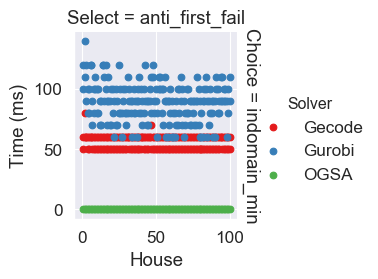 Select = anti_first_fail
Choice = indomain_min
Time (ms)
100
50
0
0
50
100
House
Solver
Gecode
Gurobi
OGSA